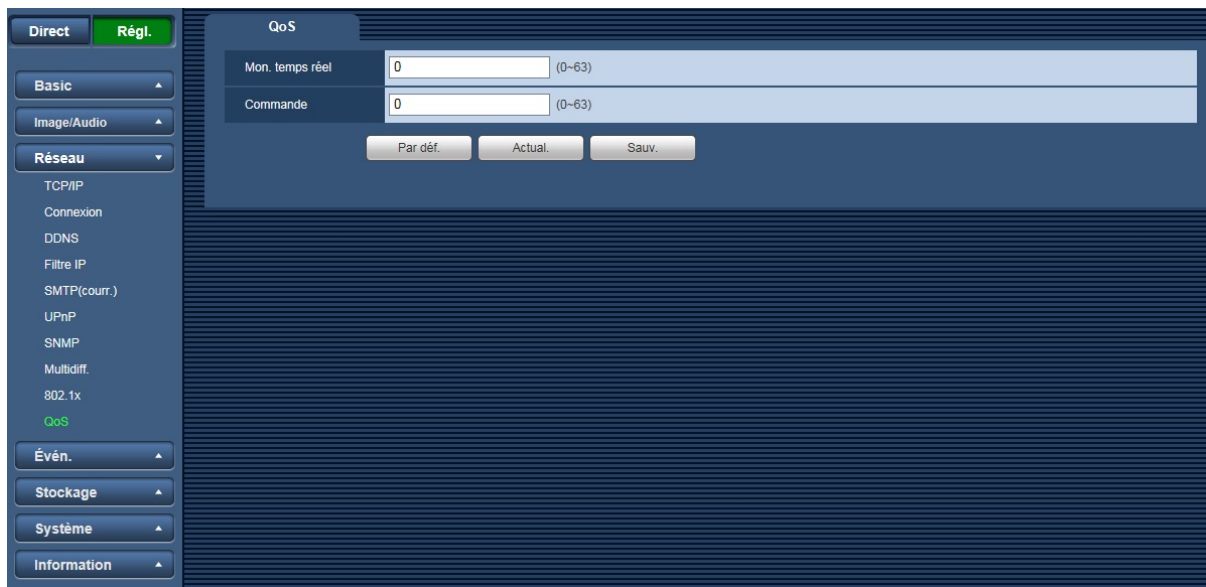 Direct
Régl.
Basic
Image/Audio
Réseau
TCP/IP
Connexion
DDNS
Filtre IP
SMTP(courr.)
UPnP
SNMP
Multidiff.
802.1x
QoS
Évén.
Stockage
Système
Information
QoS
Mon. temps réel 0 (0~63)
Commande 0 (0~63)
Par déf. Actual. Sauv.